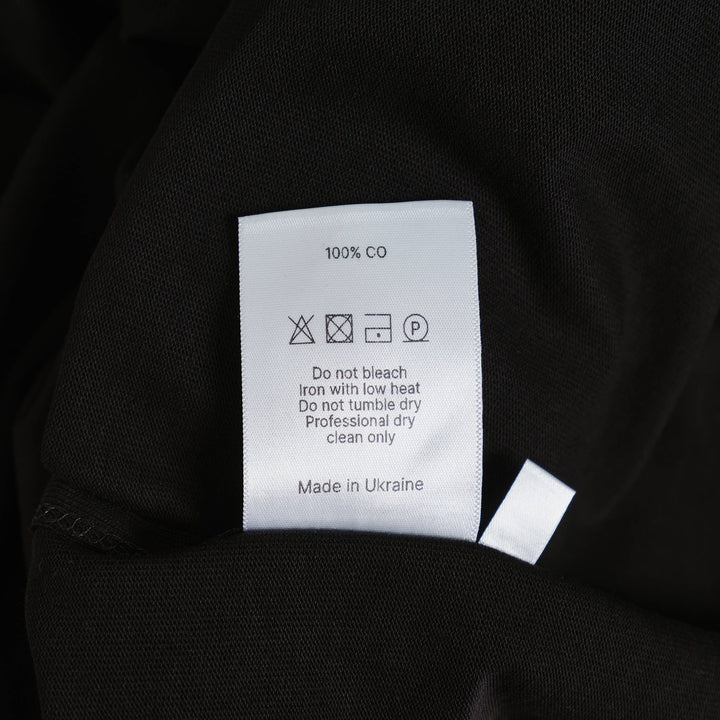 100% CO
P
Do not bleach
Iron with low heat
Do not tumble dry
Professional dry
clean only
Made in Ukraine